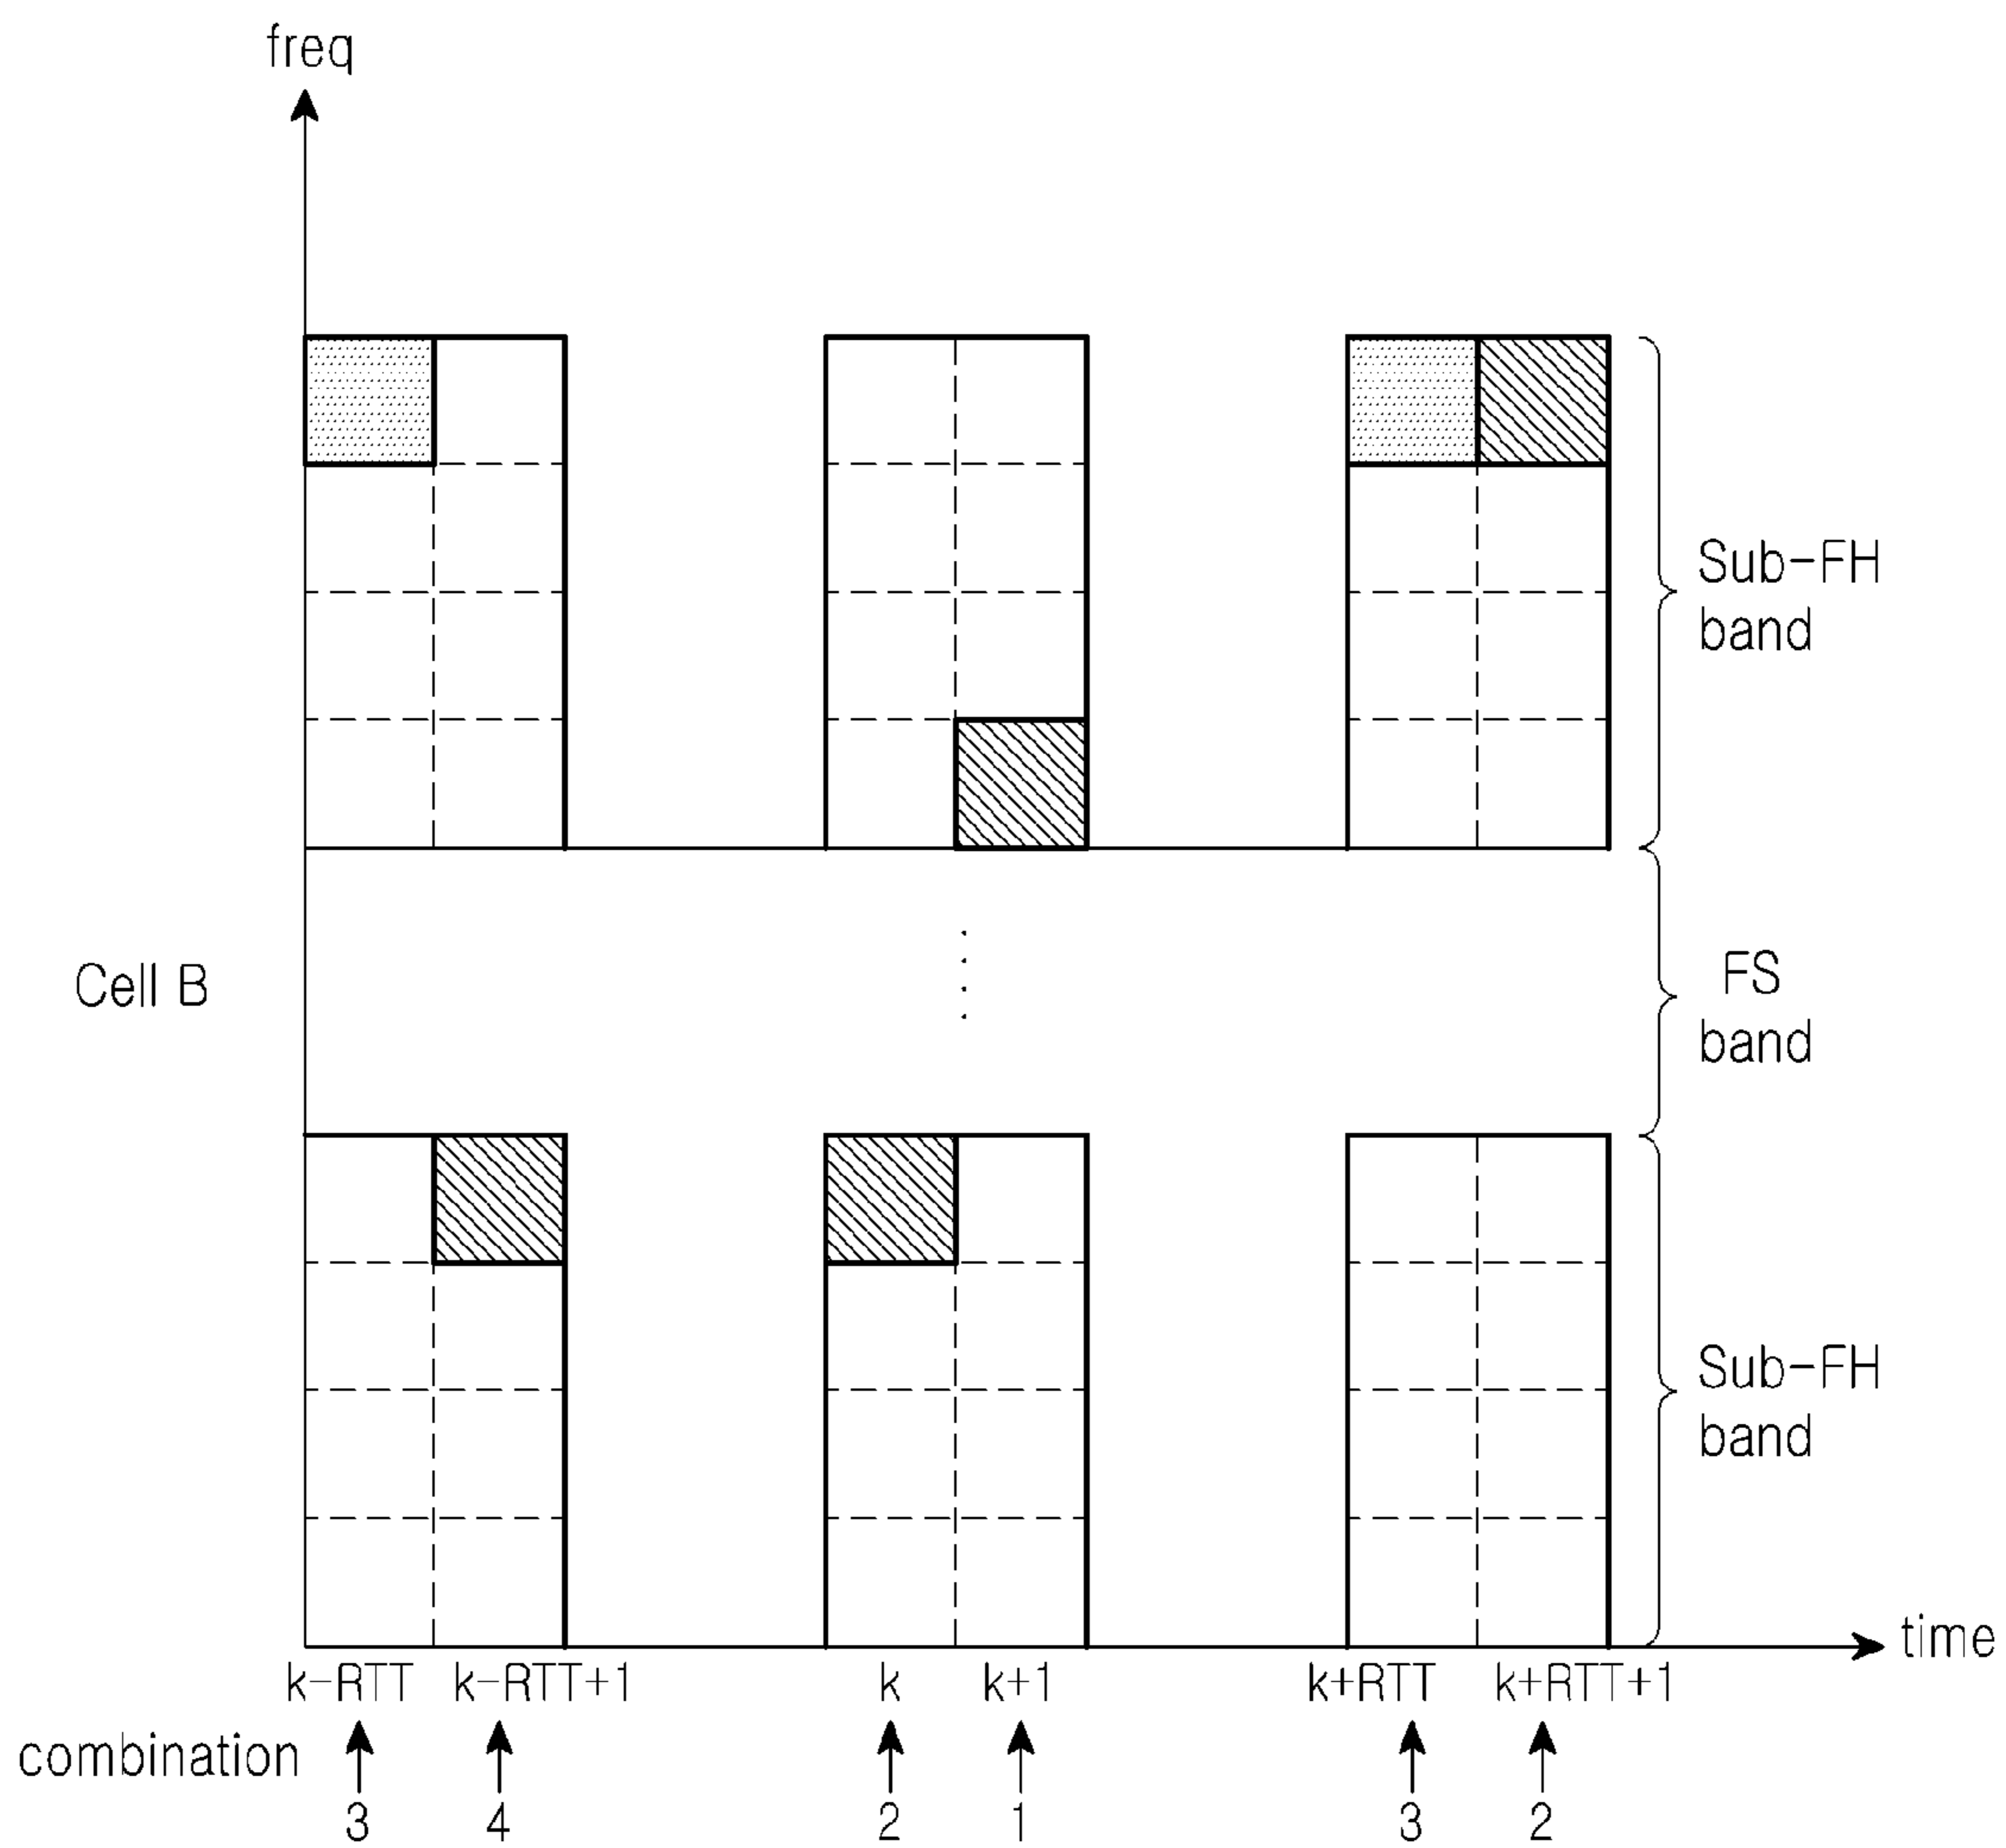 freq
Sub-FH
band
Cell B
FS
band
Sub-FH
band
time
k-RTT k-RTT+1 k k+1 k+RTT k+RTT+1
combination
3 4 2 1 3 2